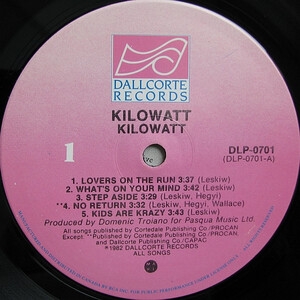 DALLCORTE
RECORDS
KILOWATT
KILOWATT
1
DLP-0701
(DLP-0701-A)
1. LOVERS ON THE RUN 3:37 (Leskiw)
2. WHAT'S ON YOUR MIND 3:42 (Leskiw)
3. STEP ASIDE 3:29 (Leskiw, Hegyi)
**4. NO RETURN 3:32 (Leskiw, Hegyi, Wallace)
5. KIDS ARE KRAZY 3:43 (Leskiw)
Produced by Domenic Troiano for Pasqua Music Ltd.
All songs published by Cortedale Publishing Co./PROCAN
Except: **Published by Cortedale Publishing Co./PROCAN
and Dallcorte Publishing Co./CAPAC
℗1982 DALLCORTE RECORDS
ALL SONGS